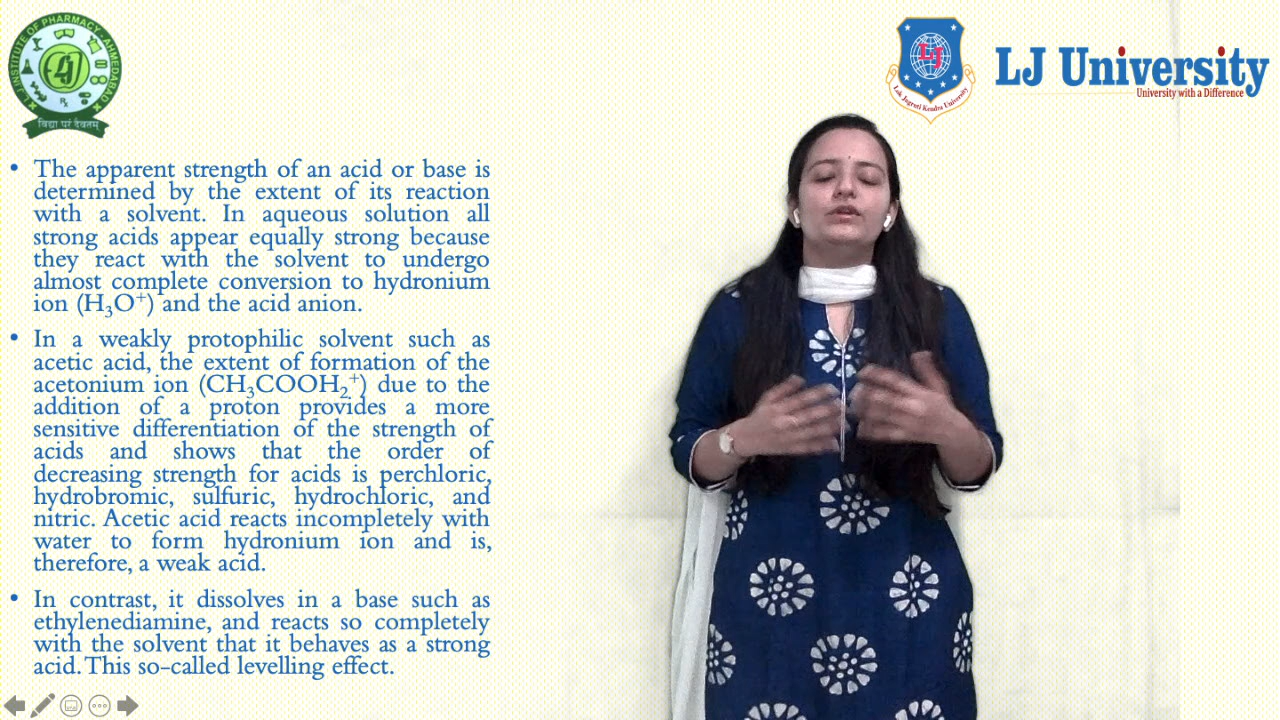 L J INSTITUTE OF PHARMACY - AHMEDABAD
LJ
Rx
विद्या परं दैवतम्
LJ
Lok Jagruti Kendra University
LJ University
University with a Difference
• The apparent strength of an acid or base is
determined by the extent of its reaction
with a solvent. In aqueous solution all
strong acids appear equally strong because
they react with the solvent to undergo
almost complete conversion to hydronium
ion (H₃O⁺) and the acid anion.
• In a weakly protophilic solvent such as
acetic acid, the extent of formation of the
acetonium ion (CH₃COOH₂⁺) due to the
addition of a proton provides a more
sensitive differentiation of the strength of
acids and shows that the order of
decreasing strength for acids is perchloric,
hydrobromic, sulfuric, hydrochloric, and
nitric. Acetic acid reacts incompletely with
water to form hydronium ion and is,
therefore, a weak acid.
• In contrast, it dissolves in a base such as
ethylenediamine, and reacts so completely
with the solvent that it behaves as a strong
acid. This so-called levelling effect.